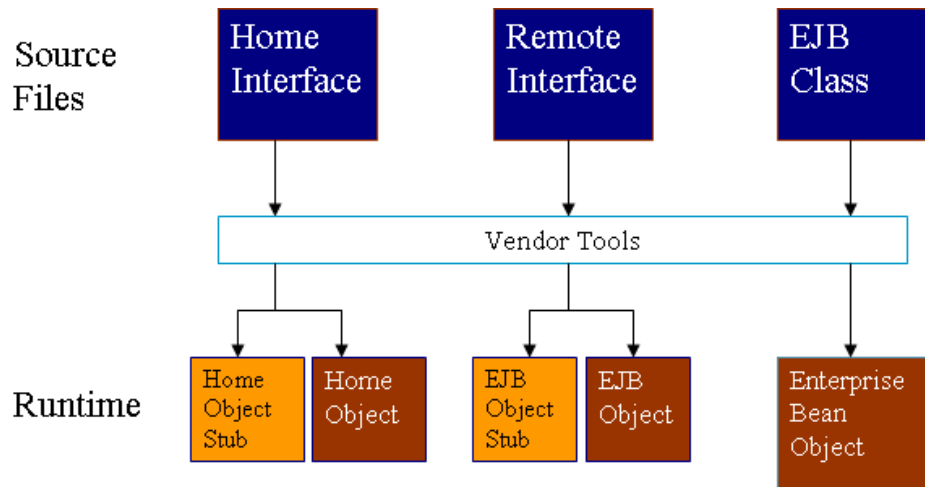 Source
Files
Home
Interface
Remote
Interface
EJB
Class
Vendor Tools
Runtime
Home
Object
Stub
Home
Object
EJB
Object
Stub
EJB
Object
Enterprise
Bean
Object